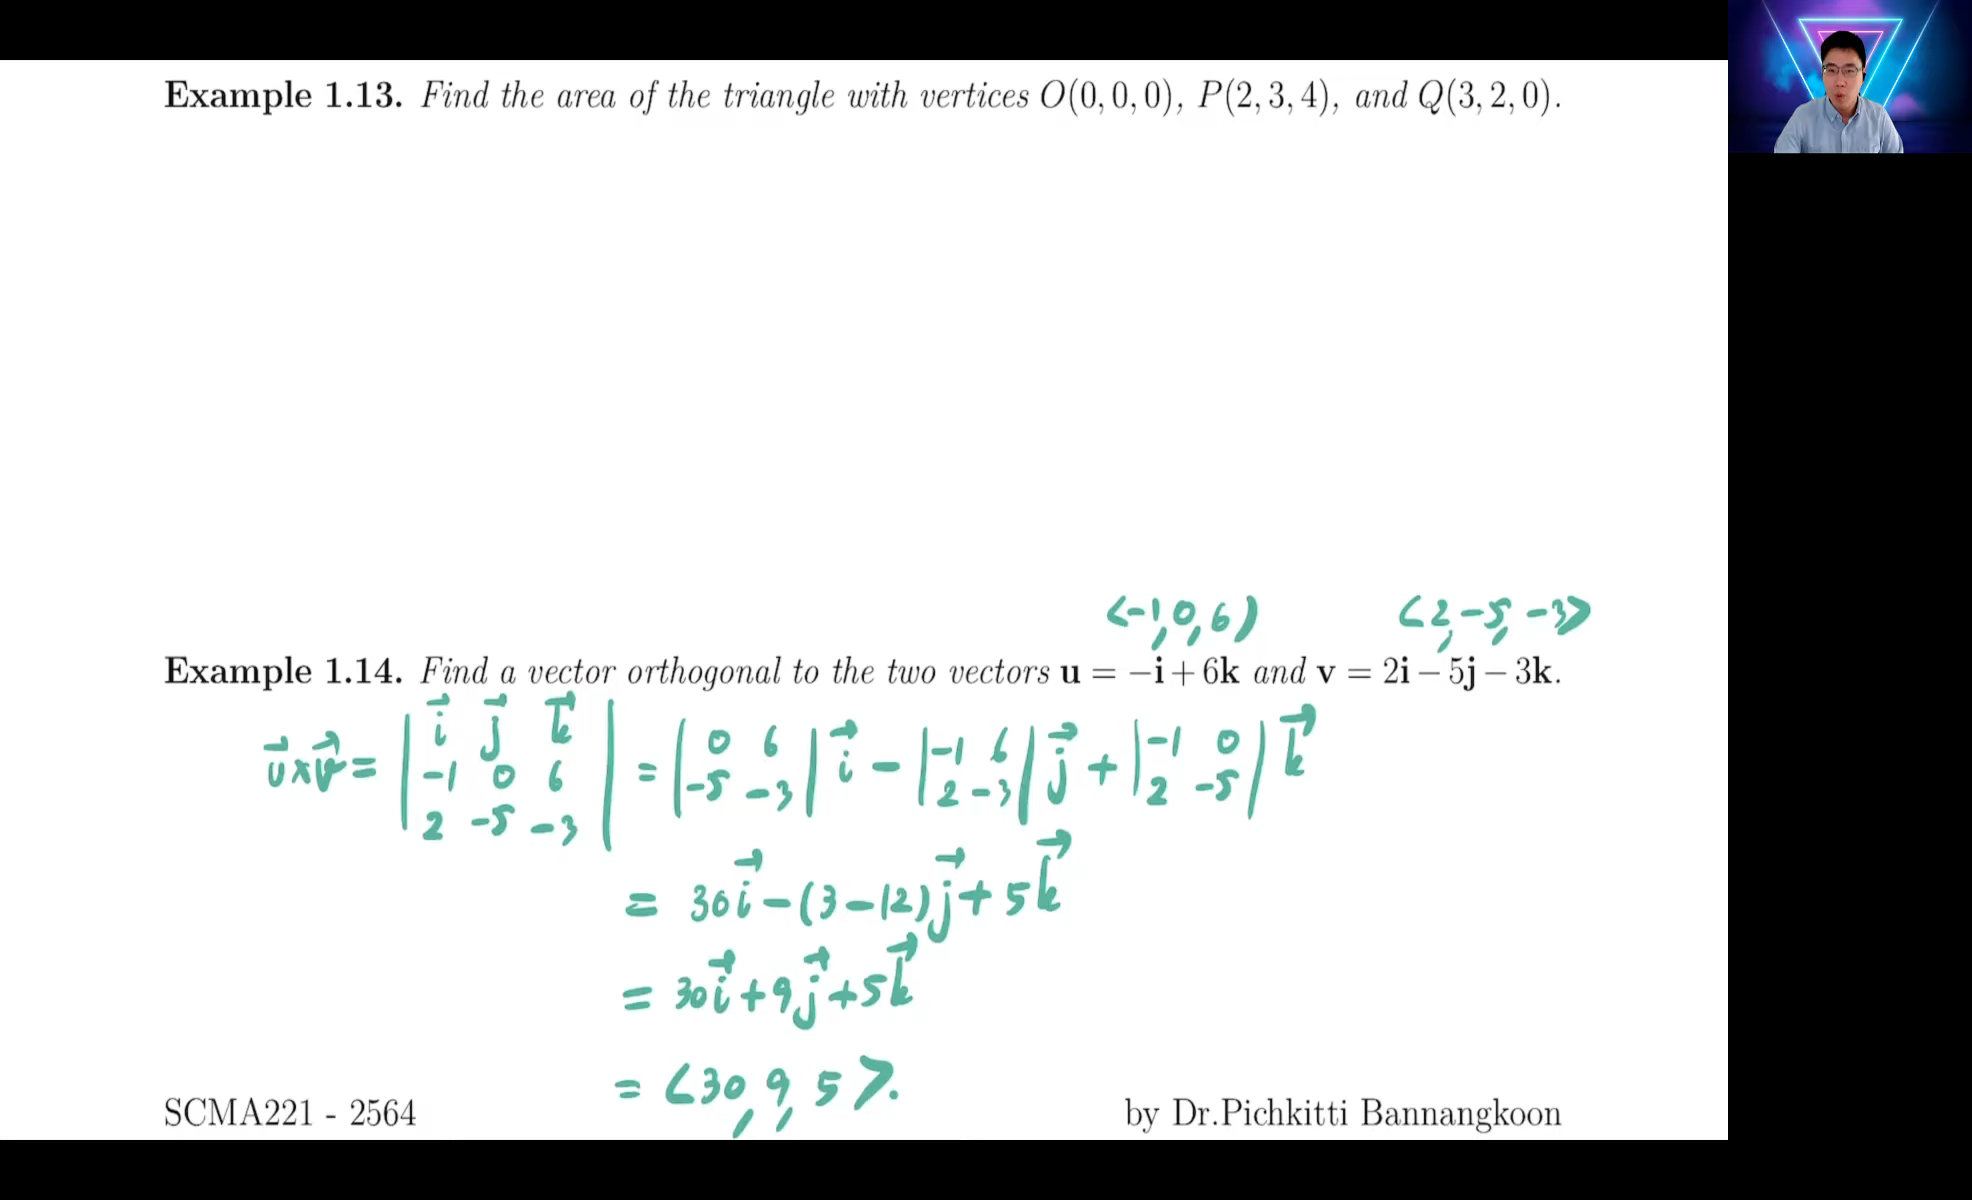 Example 1.13. Find the area of the triangle with vertices O(0, 0, 0), P(2, 3, 4), and Q(3, 2, 0).
<-1, 0, 6) <2, -5, -3>
Example 1.14. Find a vector orthogonal to the two vectors u = −i + 6k and v = 2i − 5j − 3k.
u⃗ × v⃗ = | i⃗ j⃗ k⃗ | = | 0 6 | i⃗ - | -1 6 | j⃗ + | -1 0 | k⃗
| -1 0 6 | | -5 -3 | | 2 -3 | | 2 -5 |
| 2 -5 -3 |
= 30i⃗ - (3 - 12)j⃗ + 5k⃗
= 30i⃗ + 9j⃗ + 5k⃗
= <30, 9, 5>.
SCMA221 - 2564 by Dr.Pichkitti Bannangkoon